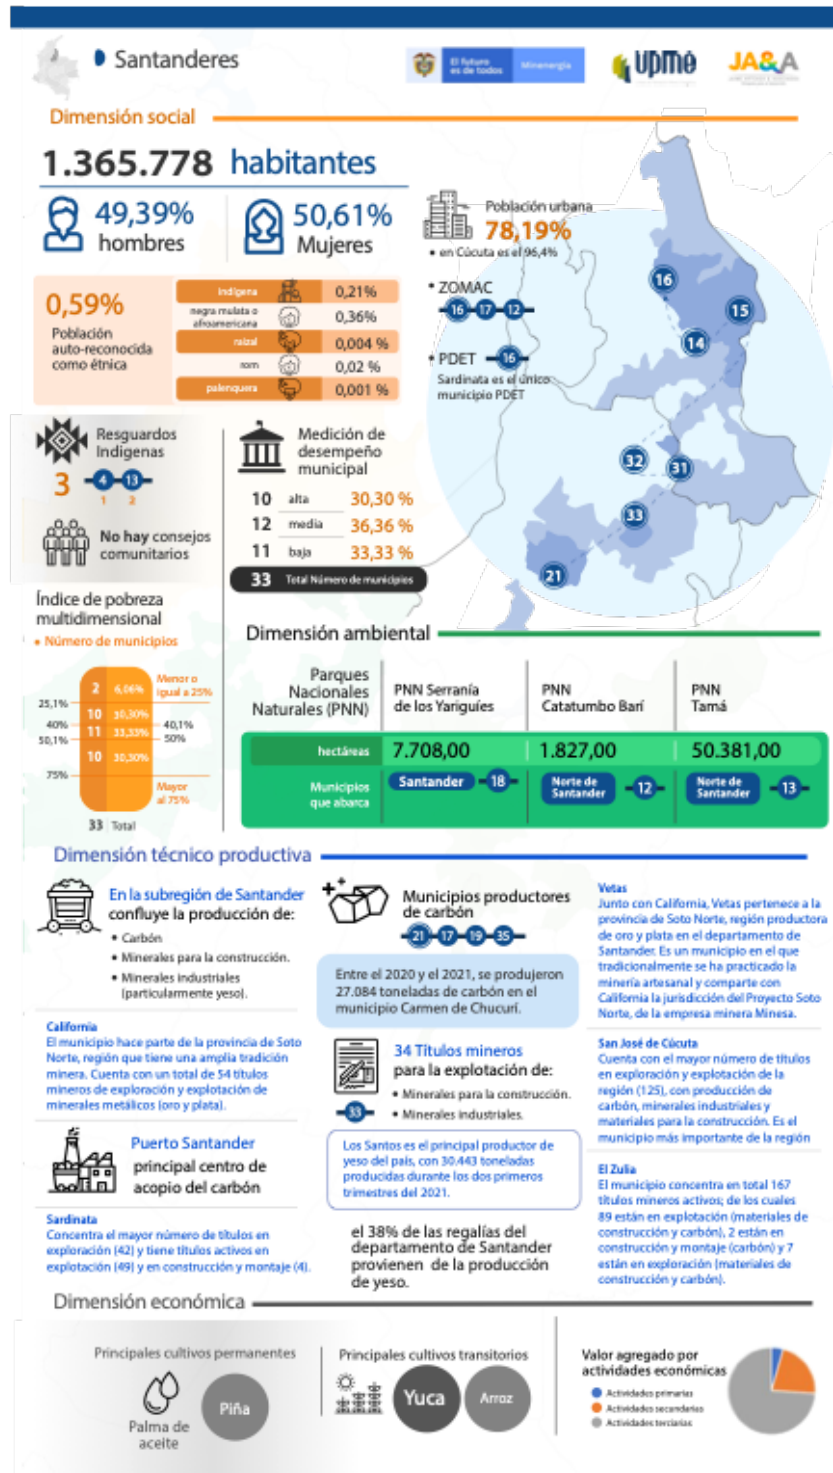 Santanderes
El futuro
es de todos
Minenergía
upme
JA&A
Dimensión social
1.365.778 habitantes
49,39%
hombres
50,61%
Mujeres
Población urbana
78,19%
• en Cúcuta es el 96,4%
• ZOMAC
16 17 12
• PDET 16
Sardinata es el único
municipio PDET
16
15
14
32
31
33
21
0,59%
Población
auto-reconocida
como étnica
indígena 0,21%
negra mulata o
afroamericana 0,36%
raizal 0,004 %
rom 0,02 %
palenquera 0,001 %
Resguardos
Indigenas
3
4 13
1 2
No hay consejos
comunitarios
Medición de
desempeño
municipal
10 alta 30,30 %
12 media 36,36 %
11 baja 33,33 %
33 Total Número de municipios
Índice de pobreza
multidimensional
• Número de municipios
2 6,06% Menor o
igual a 25%
25,1%
10 30,30%
40% 40,1%
11 33,33%
50,1% 50%
10 30,30%
75%
Mayor
al 75%
33 Total
Dimensión ambiental
Parques
Nacionales
Naturales (PNN)
PNN Serranía
de los Yariguíes
PNN
Catatumbo Barí
PNN
Tamá
hectáreas 7.708,00 1.827,00 50.381,00
Municipios
que abarca
Santander 18
Norte de
Santander 12
Norte de
Santander 13
Dimensión técnico productiva
En la subregión de Santander
confluye la producción de:
• Carbón
• Minerales para la construcción.
• Minerales industriales
(particularmente yeso).
California
El municipio hace parte de la provincia de Soto
Norte, región que tiene una amplia tradición
minera. Cuenta con un total de 54 títulos
mineros de exploración y explotación de
minerales metálicos (oro y plata).
Puerto Santander
principal centro de
acopio del carbón
Sardinata
Concentra el mayor número de títulos en
exploración (42) y tiene títulos activos en
explotación (49) y en construcción y montaje (4).
Municipios productores
de carbón
21 17 19 35
Entre el 2020 y el 2021, se produjeron
27.084 toneladas de carbón en el
municipio Carmen de Chucurí.
34 Títulos mineros
para la explotación de:
• Minerales para la construcción.
• Minerales industriales.
33
Los Santos es el principal productor de
yeso del país, con 30.443 toneladas
producidas durante los dos primeros
trimestres del 2021.
el 38% de las regalías del
departamento de Santander
provienen de la producción
de yeso.
Vetas
Junto con California, Vetas pertenece a la
provincia de Soto Norte, región productora
de oro y plata en el departamento de
Santander. Es un municipio en el que
tradicionalmente se ha practicado la
minería artesanal y comparte con
California la jurisdicción del Proyecto Soto
Norte, de la empresa minera Minesa.
San José de Cúcuta
Cuenta con el mayor número de títulos
en exploración y explotación de la
región (125), con producción de
carbón, minerales industriales y
materiales para la construcción. Es el
municipio más importante de la región
El Zulia
El municipio concentra en total 167
títulos mineros activos; de los cuales
89 están en explotación (materiales de
construcción y carbón), 2 están en
construcción y montaje (carbón) y 7
están en exploración (materiales de
construcción y carbón).
Dimensión económica
Principales cultivos permanentes
Palma de
aceite
Piña
Principales cultivos transitorios
Yuca
Arroz
Valor agregado por
actividades económicas
Actividades primarias
Actividades secundarias
Actividades terciarias